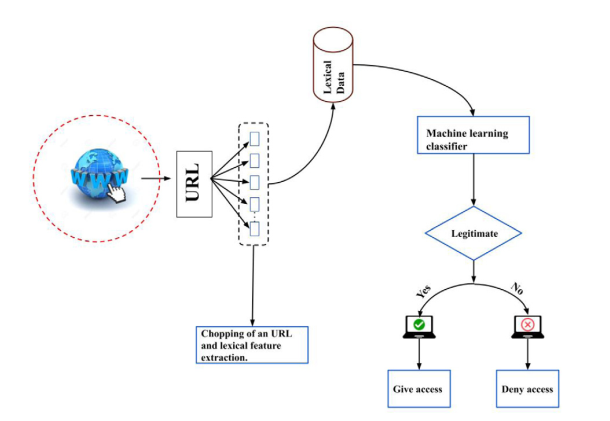 Lexical
Data
Machine learning
classifier
WWW
URL
Legitimate
Yes
No
Chopping of an URL
and lexical feature
extraction.
Give access
Deny access